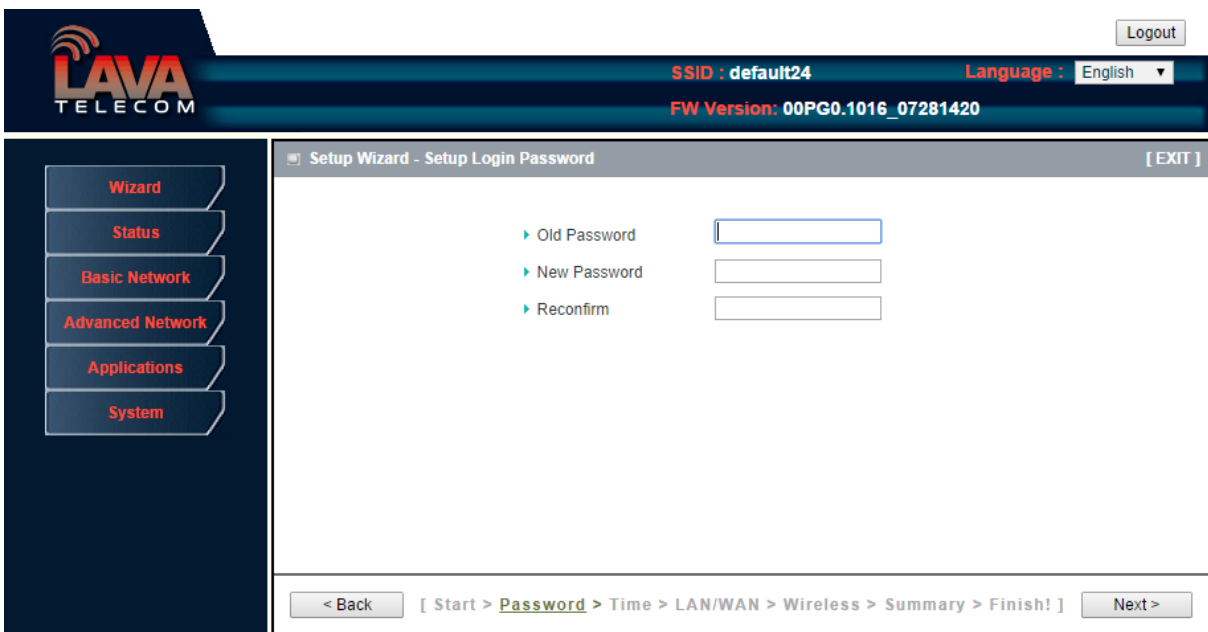 Logout
LAVA
TELECOM
SSID : default24
Language : English
FW Version: 00PG0.1016_07281420
Setup Wizard - Setup Login Password
[ EXIT ]
Wizard
Status
Basic Network
Advanced Network
Applications
System
Old Password
New Password
Reconfirm
< Back
[ Start > Password > Time > LAN/WAN > Wireless > Summary > Finish! ]
Next >